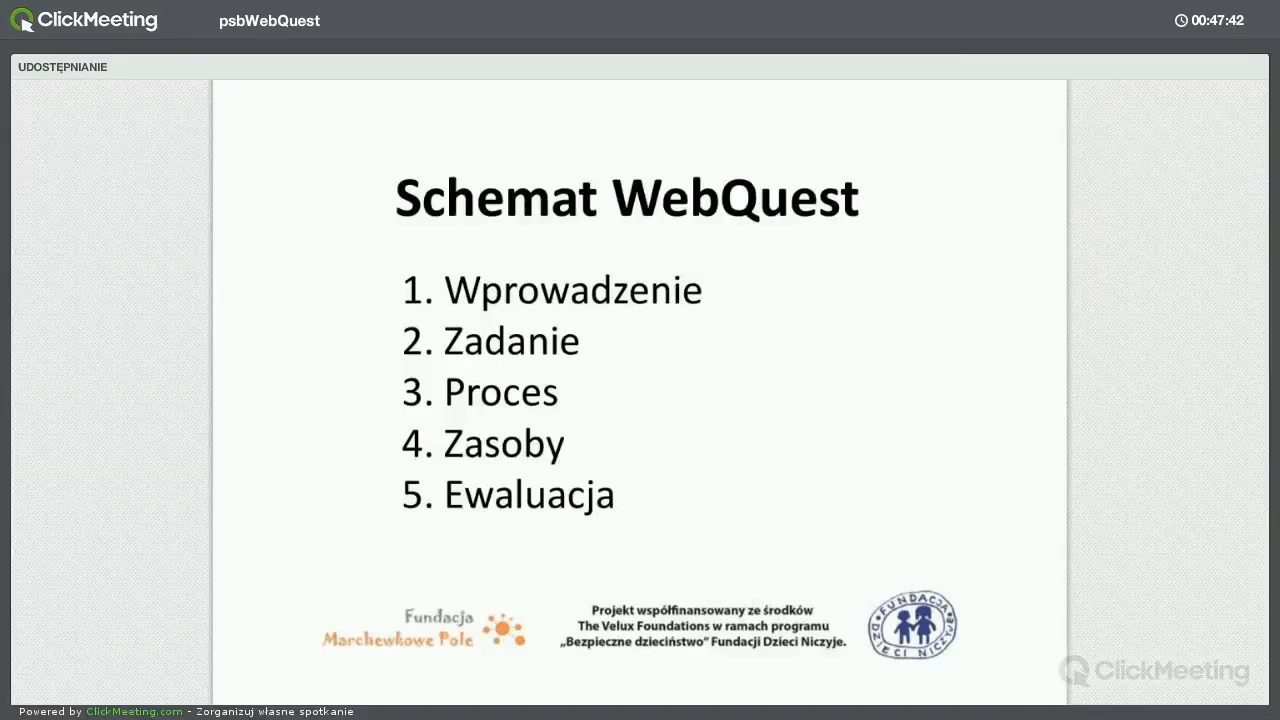 ClickMeeting
psbWebQuest
00:47:42
UDOSTĘPNIANIE
Schemat WebQuest
1. Wprowadzenie
2. Zadanie
3. Proces
4. Zasoby
5. Ewaluacja
Fundacja
Marchewkowe Pole
Projekt współfinansowany ze środków
The Velux Foundations w ramach programu
„Bezpieczne dzieciństwo” Fundacji Dzieci Niczyje.
FUNDACJA
DZIECI NICZYJE
ClickMeeting
Powered by ClickMeeting.com - Zorganizuj własne spotkanie